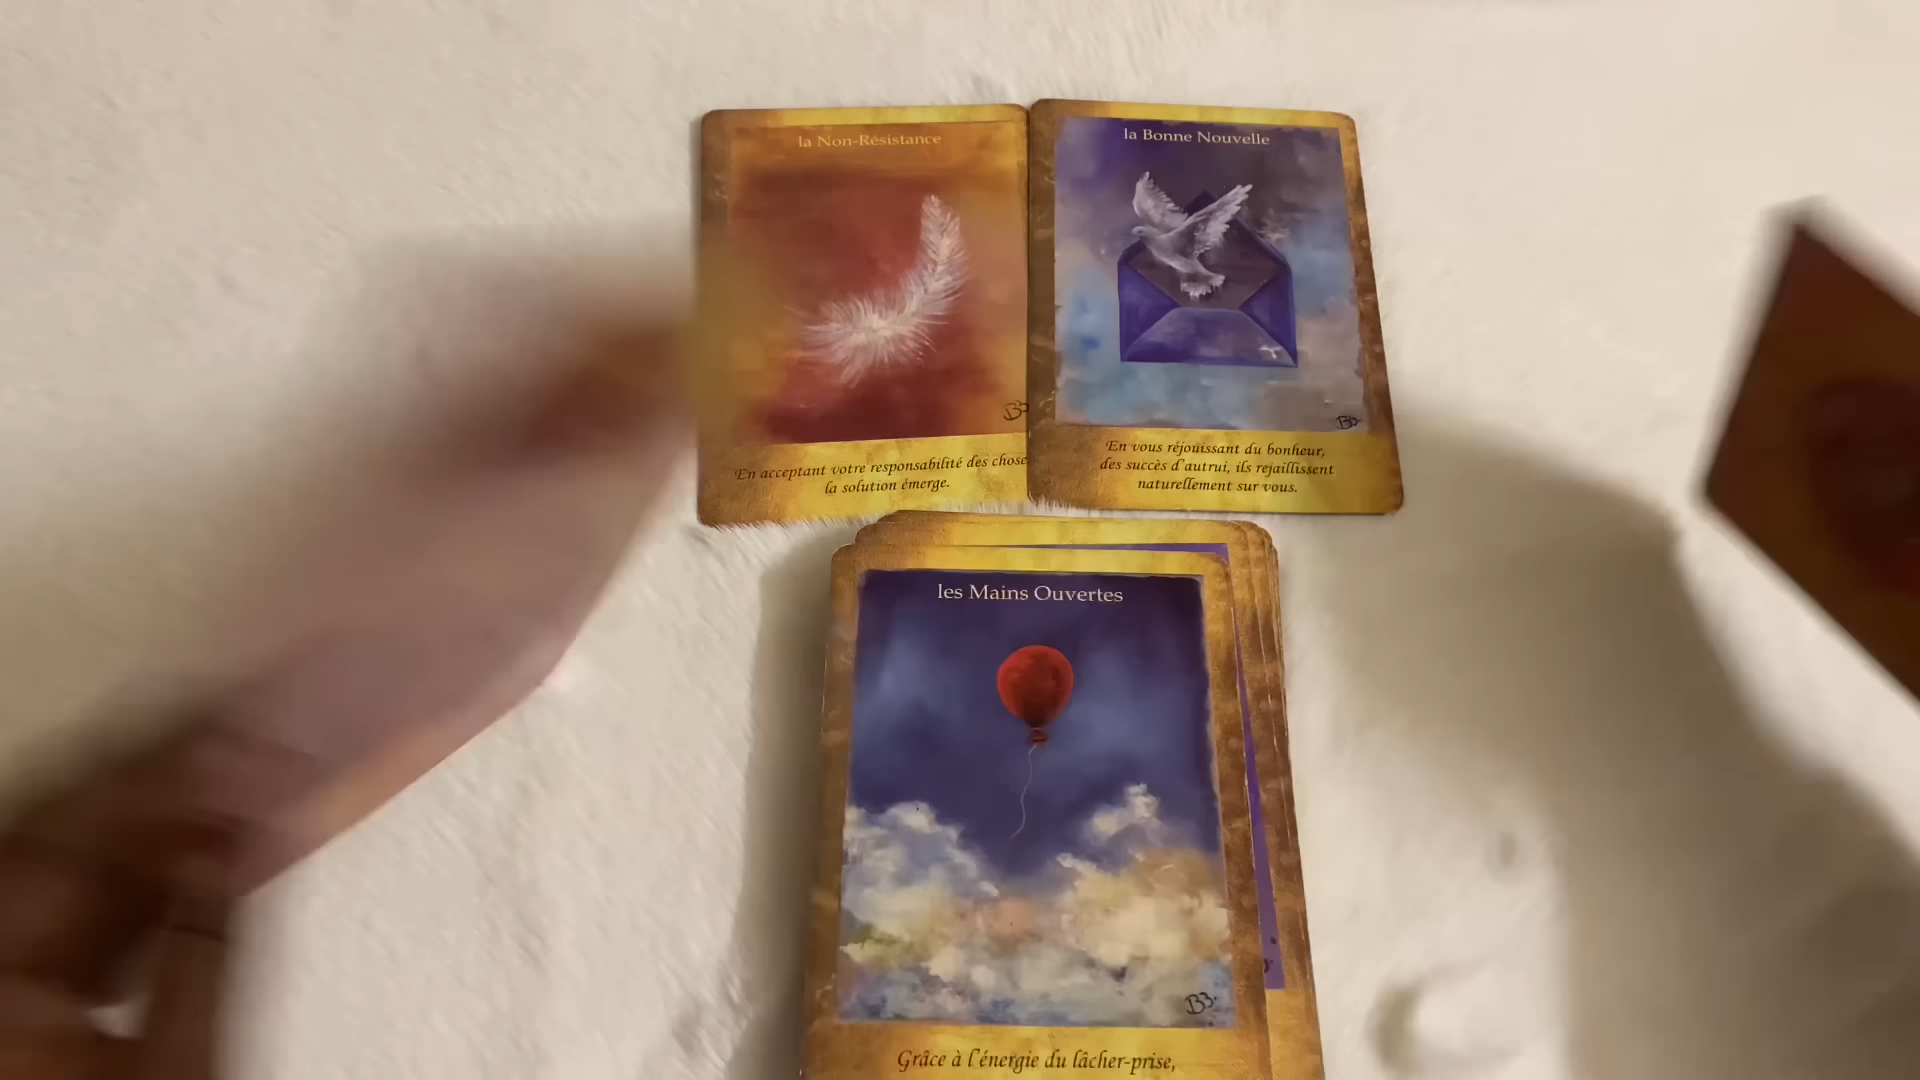 la Non-Résistance
En acceptant votre responsabilité des chose
la solution émerge.
la Bonne Nouvelle
En vous réjouissant du bonheur,
des succès d'autrui, ils rejaillissent
naturellement sur vous.
les Mains Ouvertes
Grâce à l'énergie du lâcher-prise,